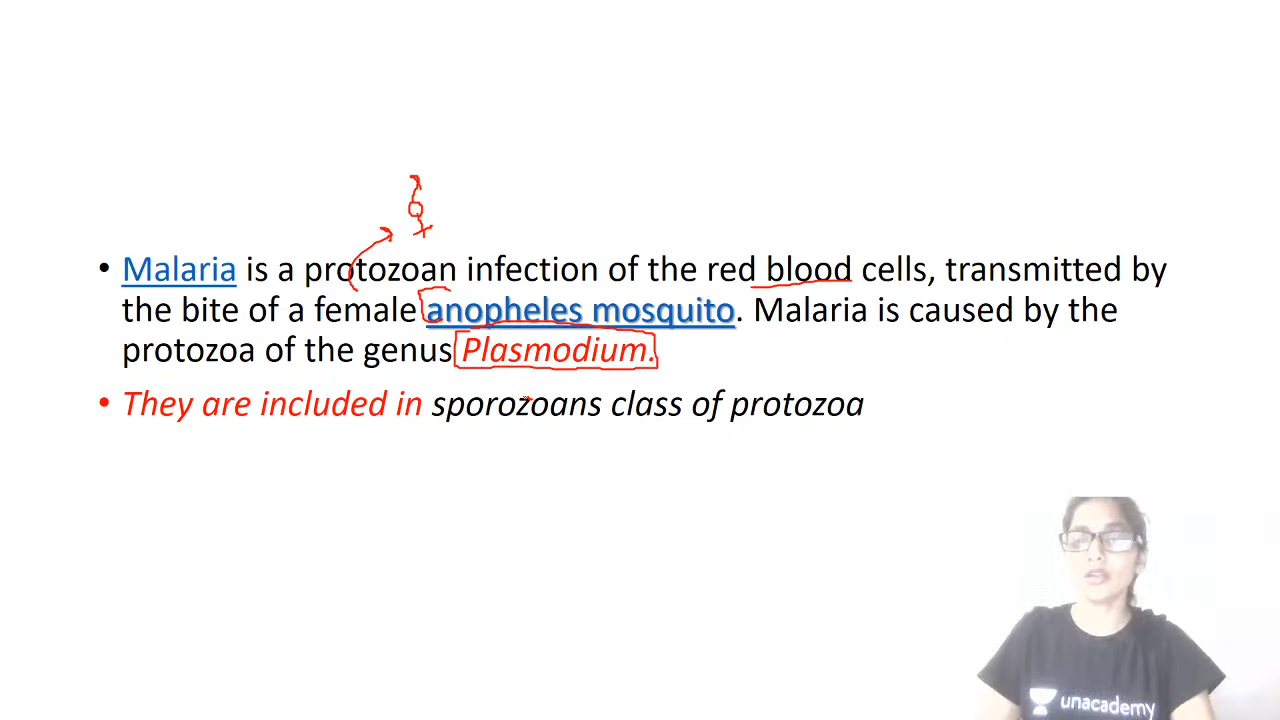 • Malaria is a protozoan infection of the red blood cells, transmitted by
the bite of a female anopheles mosquito. Malaria is caused by the
protozoa of the genus Plasmodium.
• They are included in sporozoans class of protozoa
unacademy